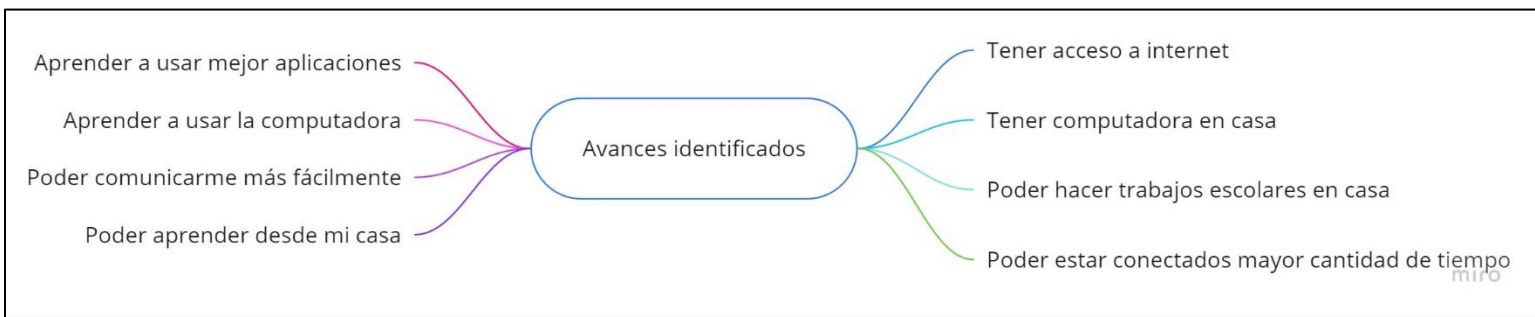 Aprender a usar mejor aplicaciones
Aprender a usar la computadora
Poder comunicarme más fácilmente
Poder aprender desde mi casa
Avances identificados
Tener acceso a internet
Tener computadora en casa
Poder hacer trabajos escolares en casa
Poder estar conectados mayor cantidad de tiempo
miro